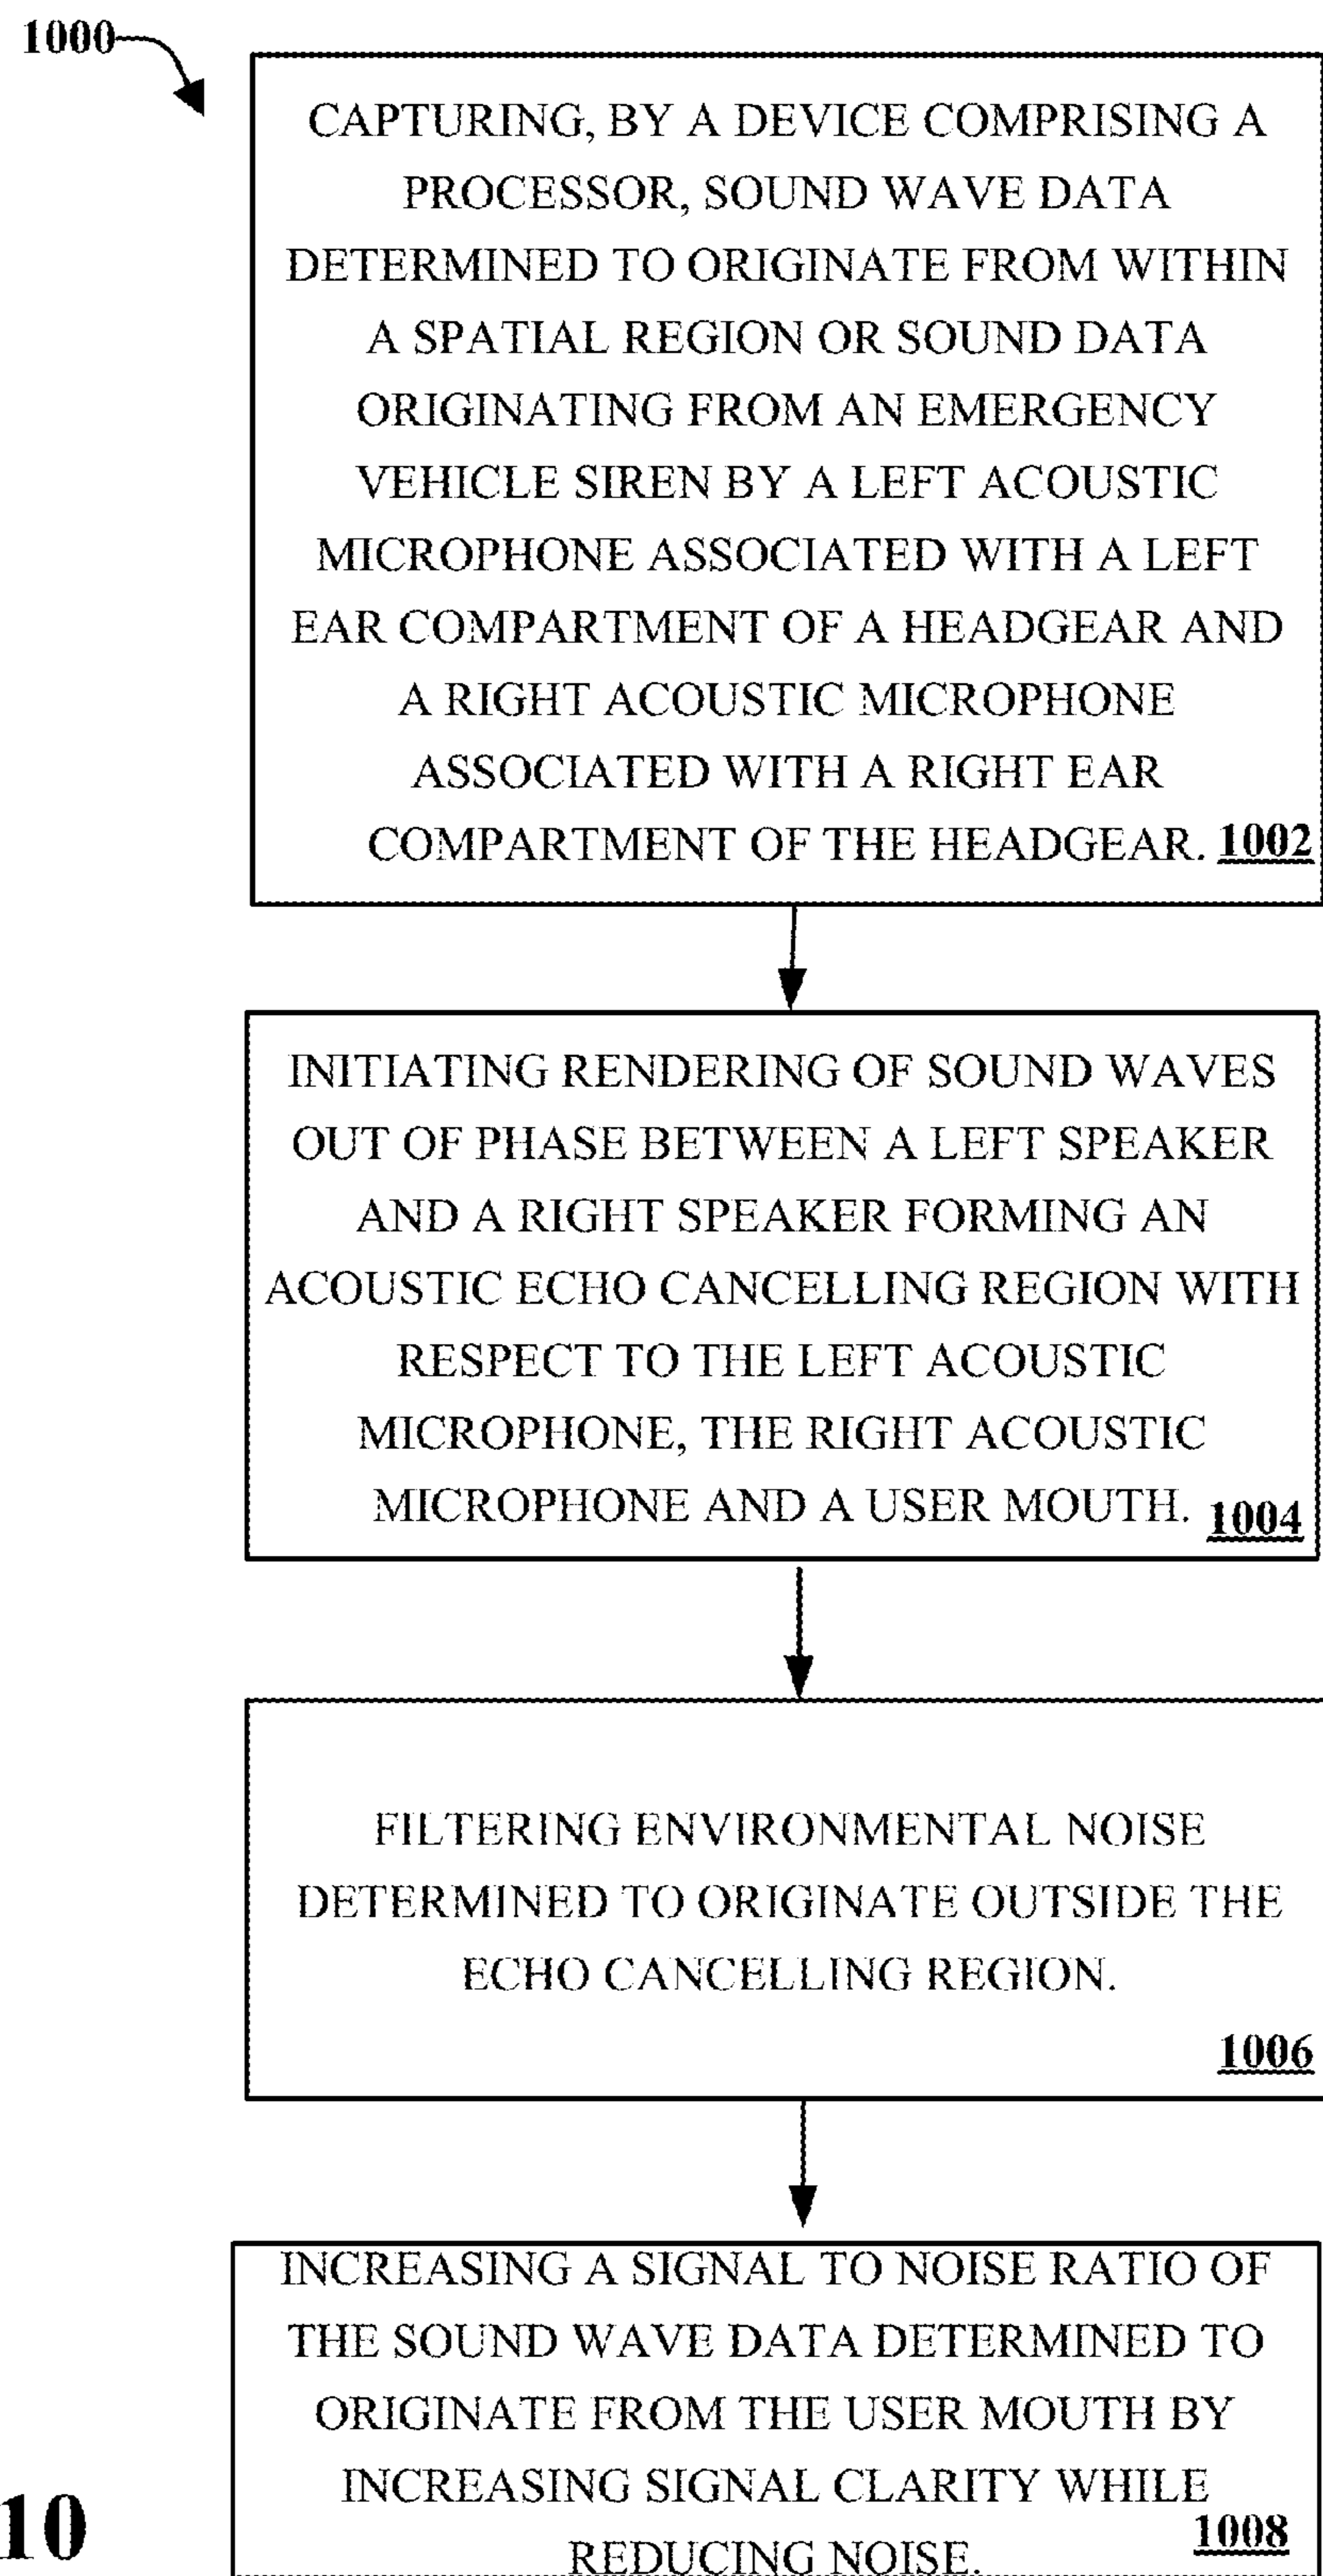 1000
CAPTURING, BY A DEVICE COMPRISING A
PROCESSOR, SOUND WAVE DATA
DETERMINED TO ORIGINATE FROM WITHIN
A SPATIAL REGION OR SOUND DATA
ORIGINATING FROM AN EMERGENCY
VEHICLE SIREN BY A LEFT ACOUSTIC
MICROPHONE ASSOCIATED WITH A LEFT
EAR COMPARTMENT OF A HEADGEAR AND
A RIGHT ACOUSTIC MICROPHONE
ASSOCIATED WITH A RIGHT EAR
COMPARTMENT OF THE HEADGEAR. 1002
INITIATING RENDERING OF SOUND WAVES
OUT OF PHASE BETWEEN A LEFT SPEAKER
AND A RIGHT SPEAKER FORMING AN
ACOUSTIC ECHO CANCELLING REGION WITH
RESPECT TO THE LEFT ACOUSTIC
MICROPHONE, THE RIGHT ACOUSTIC
MICROPHONE AND A USER MOUTH. 1004
FILTERING ENVIRONMENTAL NOISE
DETERMINED TO ORIGINATE OUTSIDE THE
ECHO CANCELLING REGION.
1006
INCREASING A SIGNAL TO NOISE RATIO OF
THE SOUND WAVE DATA DETERMINED TO
ORIGINATE FROM THE USER MOUTH BY
INCREASING SIGNAL CLARITY WHILE
REDUCING NOISE. 1008
10